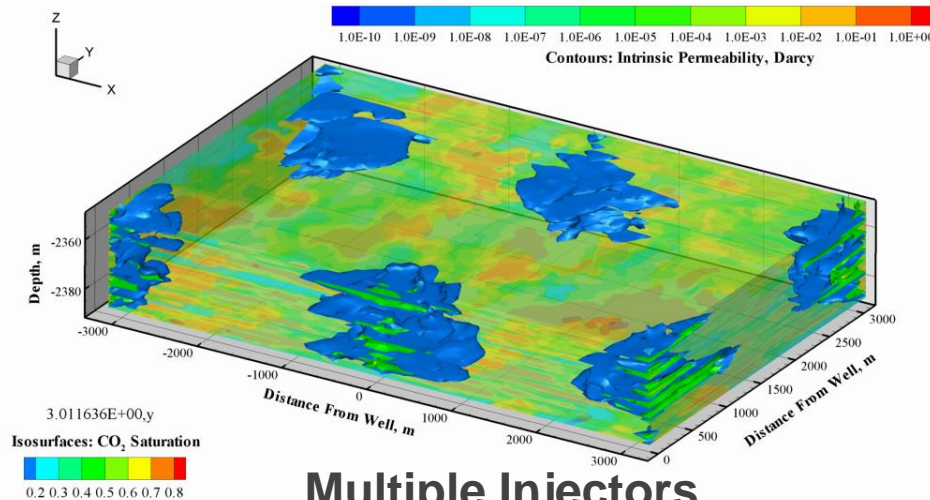 1.0E-10 1.0E-09 1.0E-08 1.0E-07 1.0E-06 1.0E-05 1.0E-04 1.0E-03 1.0E-02 1.0E-01 1.0E+00
Contours: Intrinsic Permeability, Darcy
Z
Y
X
-2360
-2380
Depth, m
-3000
-2000
-1000
0
1000
2000
3000
Distance From Well, m
0
500
1000
1500
2000
2500
3000
Distance From Well, m
3.011636E+00,y
Isosurfaces: CO₂ Saturation
0.2 0.3 0.4 0.5 0.6 0.7 0.8
Multiple Injectors